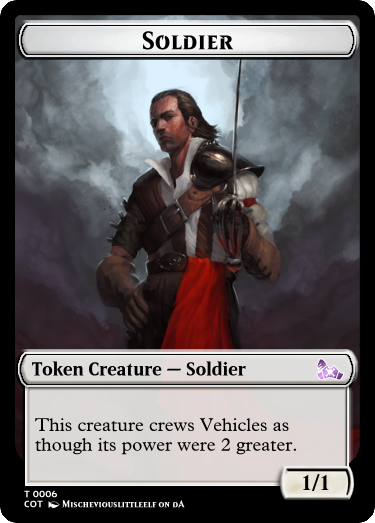 Soldier
Token Creature — Soldier
This creature crews Vehicles as
though its power were 2 greater.
1/1
T 0006
COT Mischeviouslittleelf on dA